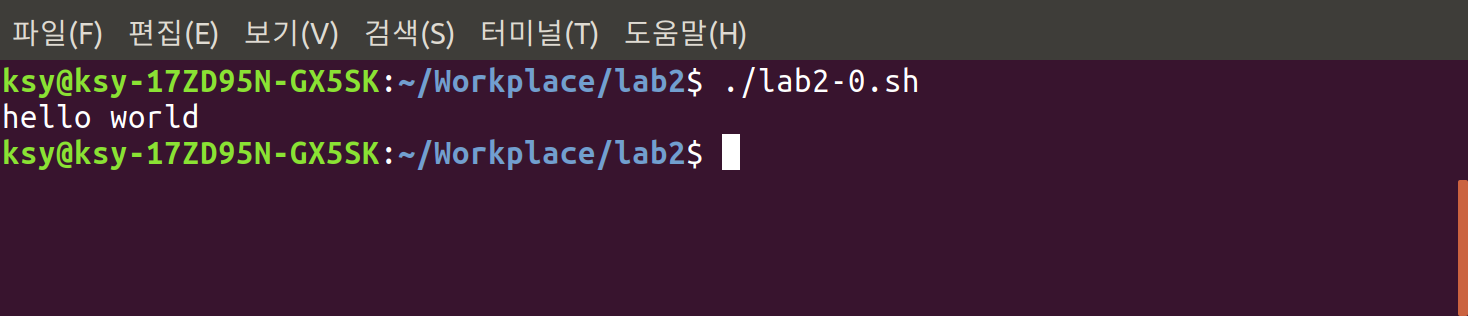 파일(F) 편집(E) 보기(V) 검색(S) 터미널(T) 도움말(H)
ksy@ksy-17ZD95N-GX5SK:~/Workplace/lab2$ ./lab2-0.sh
hello world
ksy@ksy-17ZD95N-GX5SK:~/Workplace/lab2$